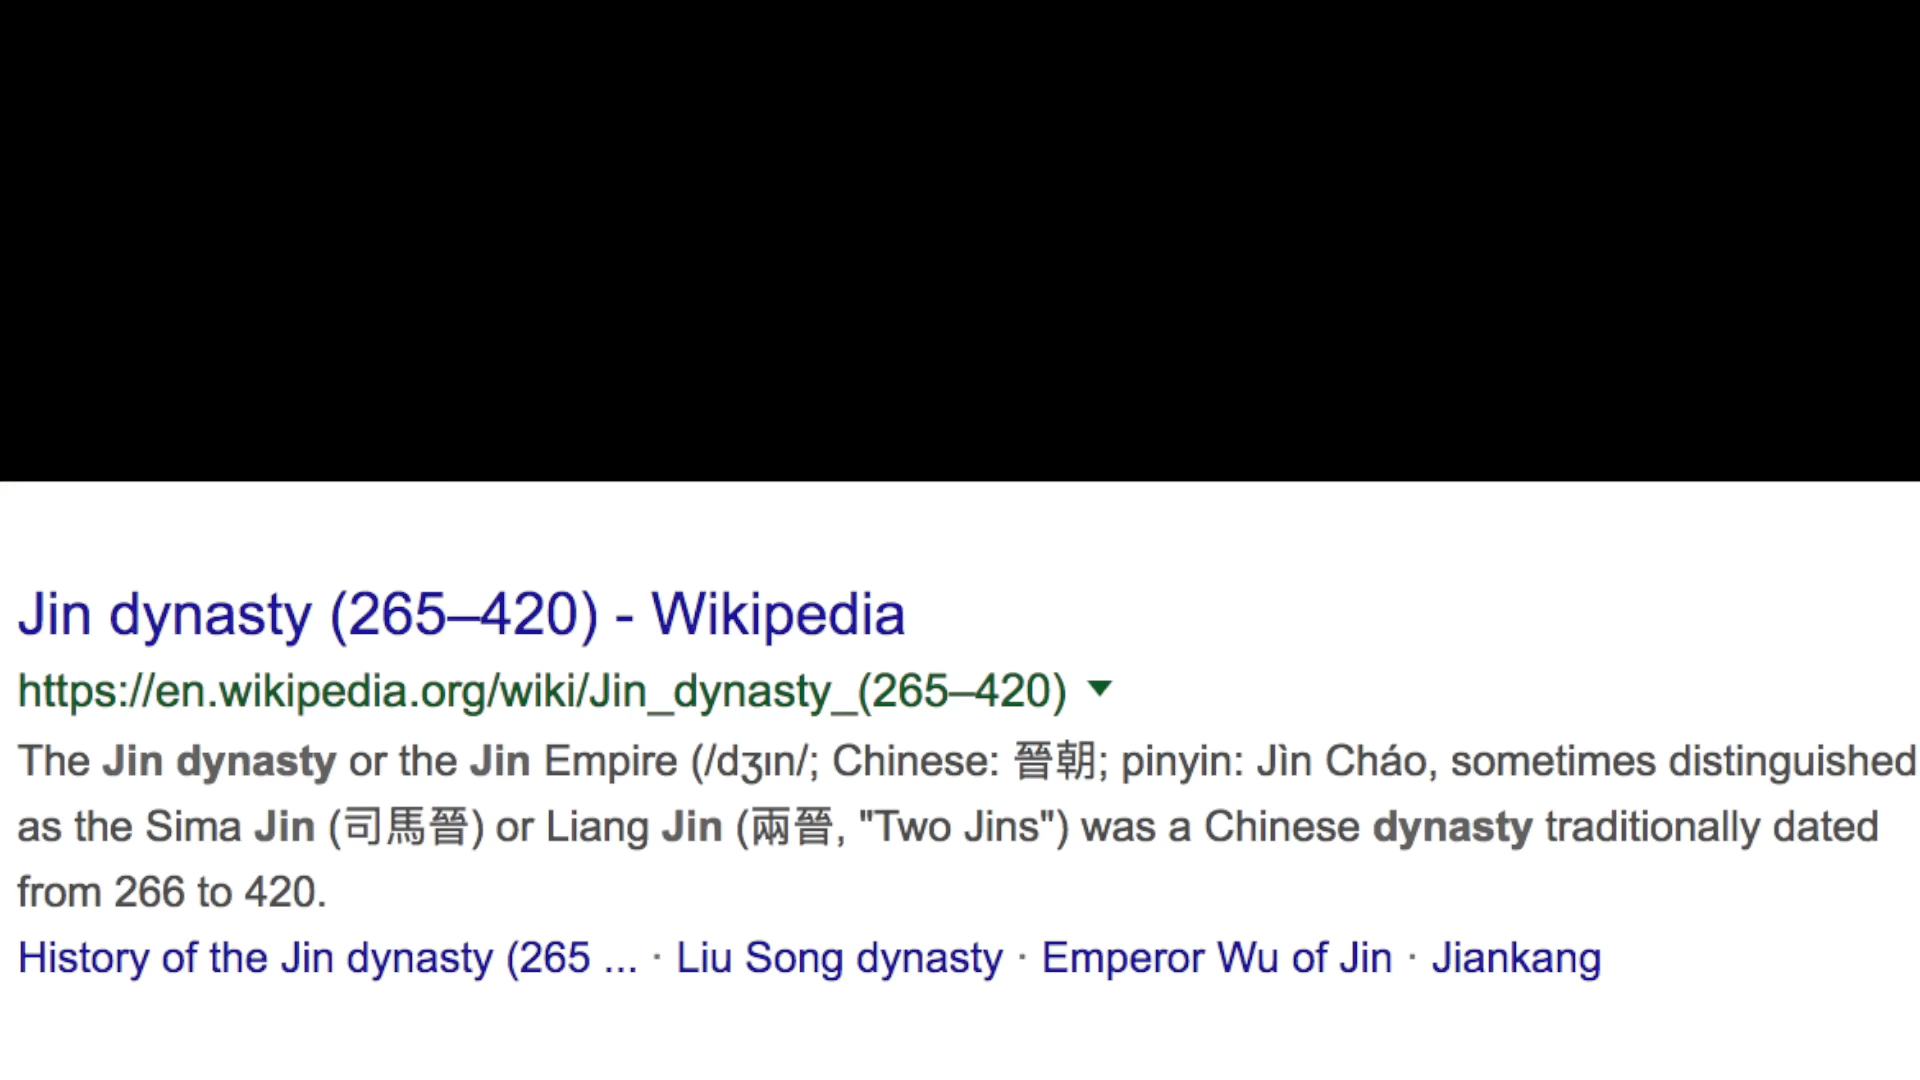 Jin dynasty (265–420) - Wikipedia
https://en.wikipedia.org/wiki/Jin_dynasty_(265–420) ▼
The Jin dynasty or the Jin Empire (/dʒɪn/; Chinese: 晉朝; pinyin: Jìn Cháo, sometimes distinguished
as the Sima Jin (司馬晉) or Liang Jin (兩晉, "Two Jins") was a Chinese dynasty traditionally dated
from 266 to 420.
History of the Jin dynasty (265 ... · Liu Song dynasty · Emperor Wu of Jin · Jiankang